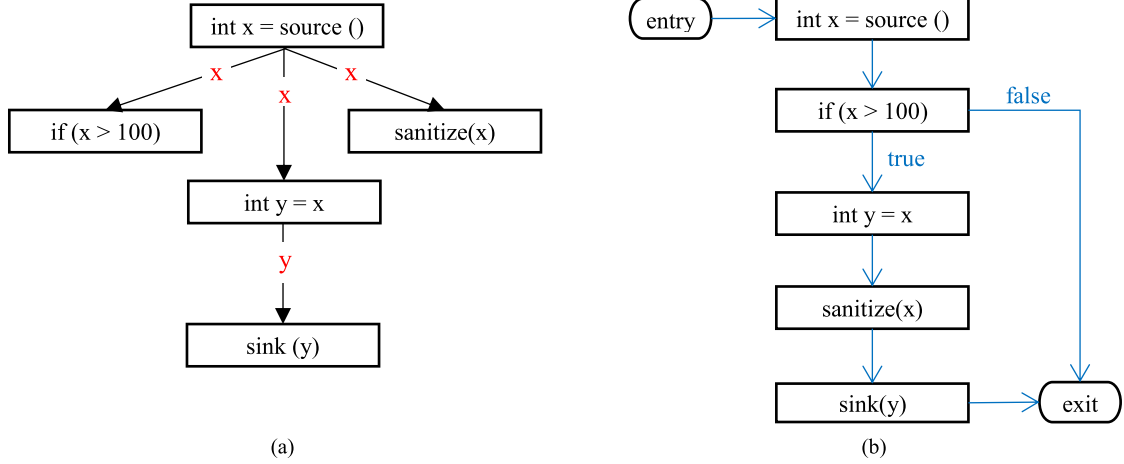 int x = source ()
x
x
x
if (x > 100)
sanitize(x)
int y = x
y
sink (y)
(a)
entry
int x = source ()
if (x > 100)
false
true
int y = x
sanitize(x)
sink(y)
exit
(b)